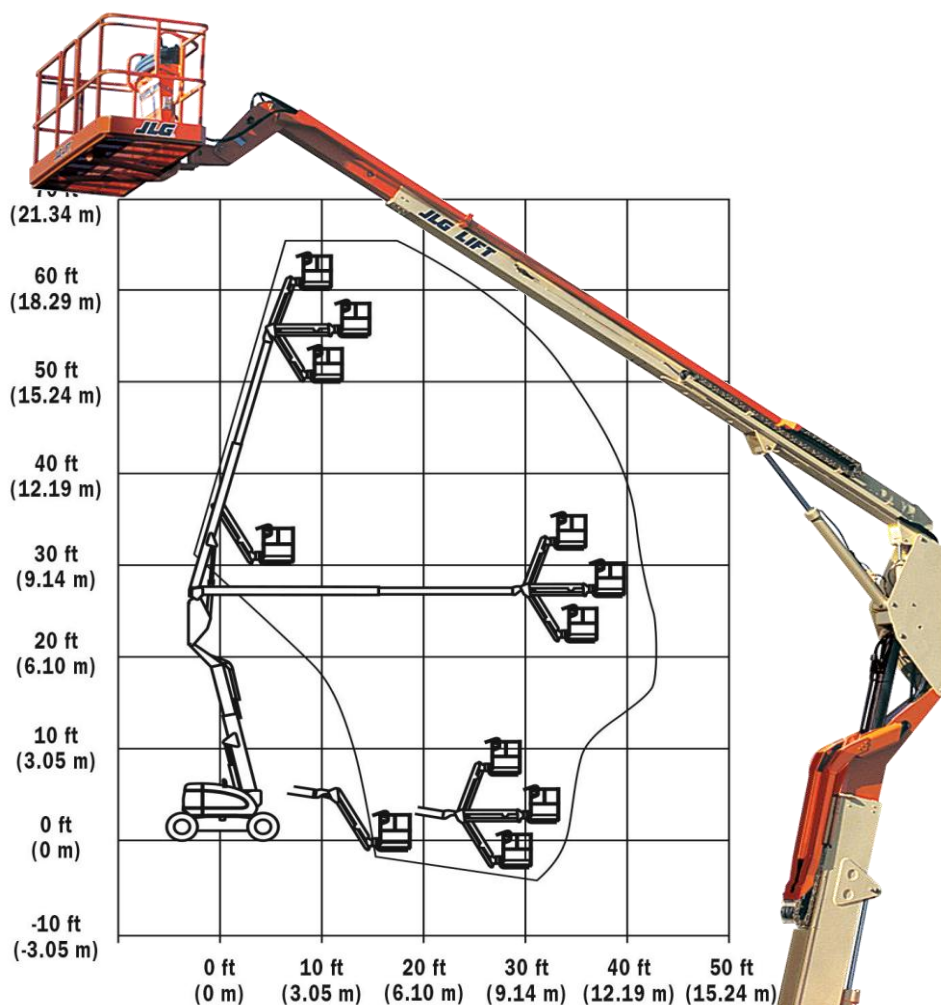 JLG
JLG LIFT
(21.34 m)
60 ft
(18.29 m)
50 ft
(15.24 m)
40 ft
(12.19 m)
30 ft
(9.14 m)
20 ft
(6.10 m)
10 ft
(3.05 m)
0 ft
(0 m)
-10 ft
(-3.05 m)
0 ft 10 ft 20 ft 30 ft 40 ft 50 ft
(0 m) (3.05 m) (6.10 m) (9.14 m) (12.19 m) (15.24 m)